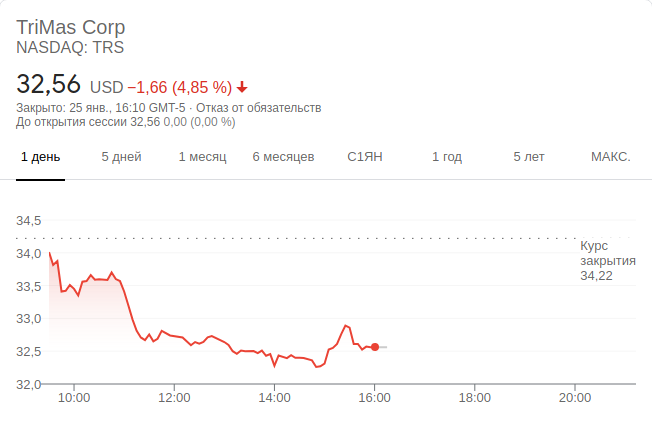 TriMas Corp
NASDAQ: TRS
32,56 USD −1,66 (4,85 %)
Закрыто: 25 янв., 16:10 GMT-5 · Отказ от обязательств
До открытия сессии 32,56 0,00 (0,00 %)
1 день 5 дней 1 месяц 6 месяцев С1ЯН 1 год 5 лет МАКС.
34,5
Курс
34,0
закрытия
34,22
33,5
33,0
32,5
32,0
10:00 12:00 14:00 16:00 18:00 20:00